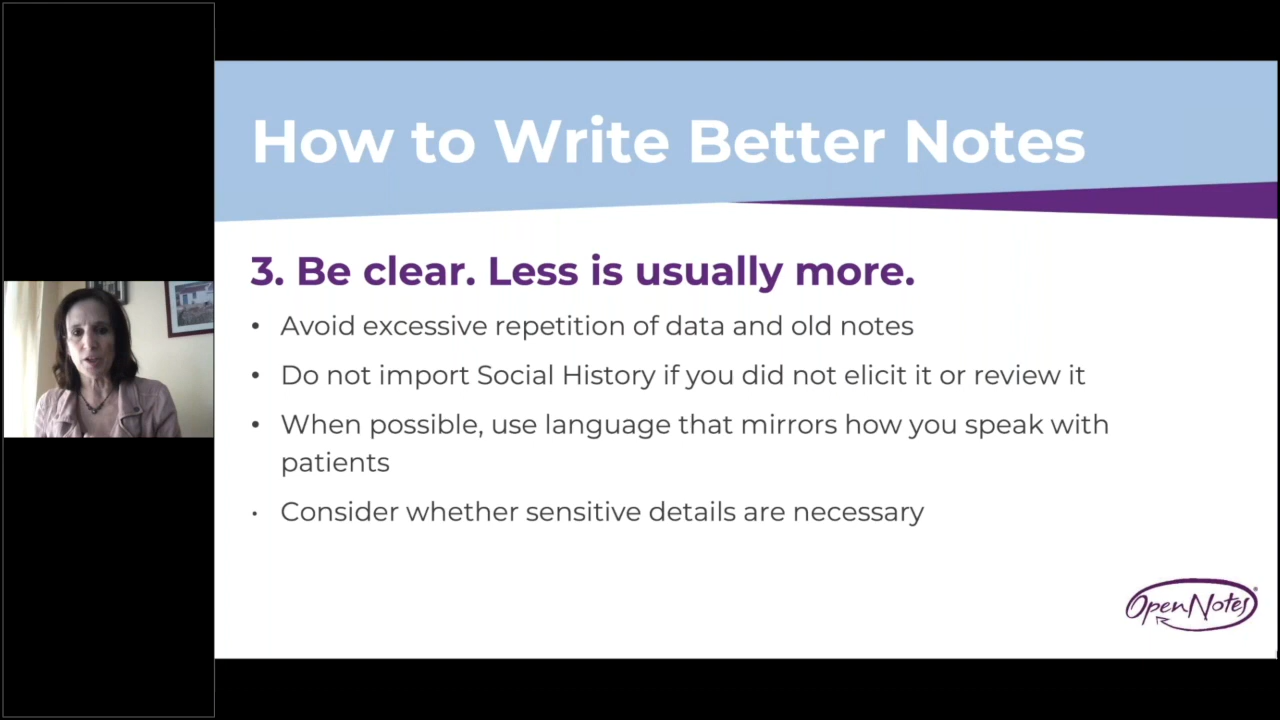 How to Write Better Notes
3. Be clear. Less is usually more.
• Avoid excessive repetition of data and old notes
• Do not import Social History if you did not elicit it or review it
• When possible, use language that mirrors how you speak with
patients
• Consider whether sensitive details are necessary
OpenNotes®